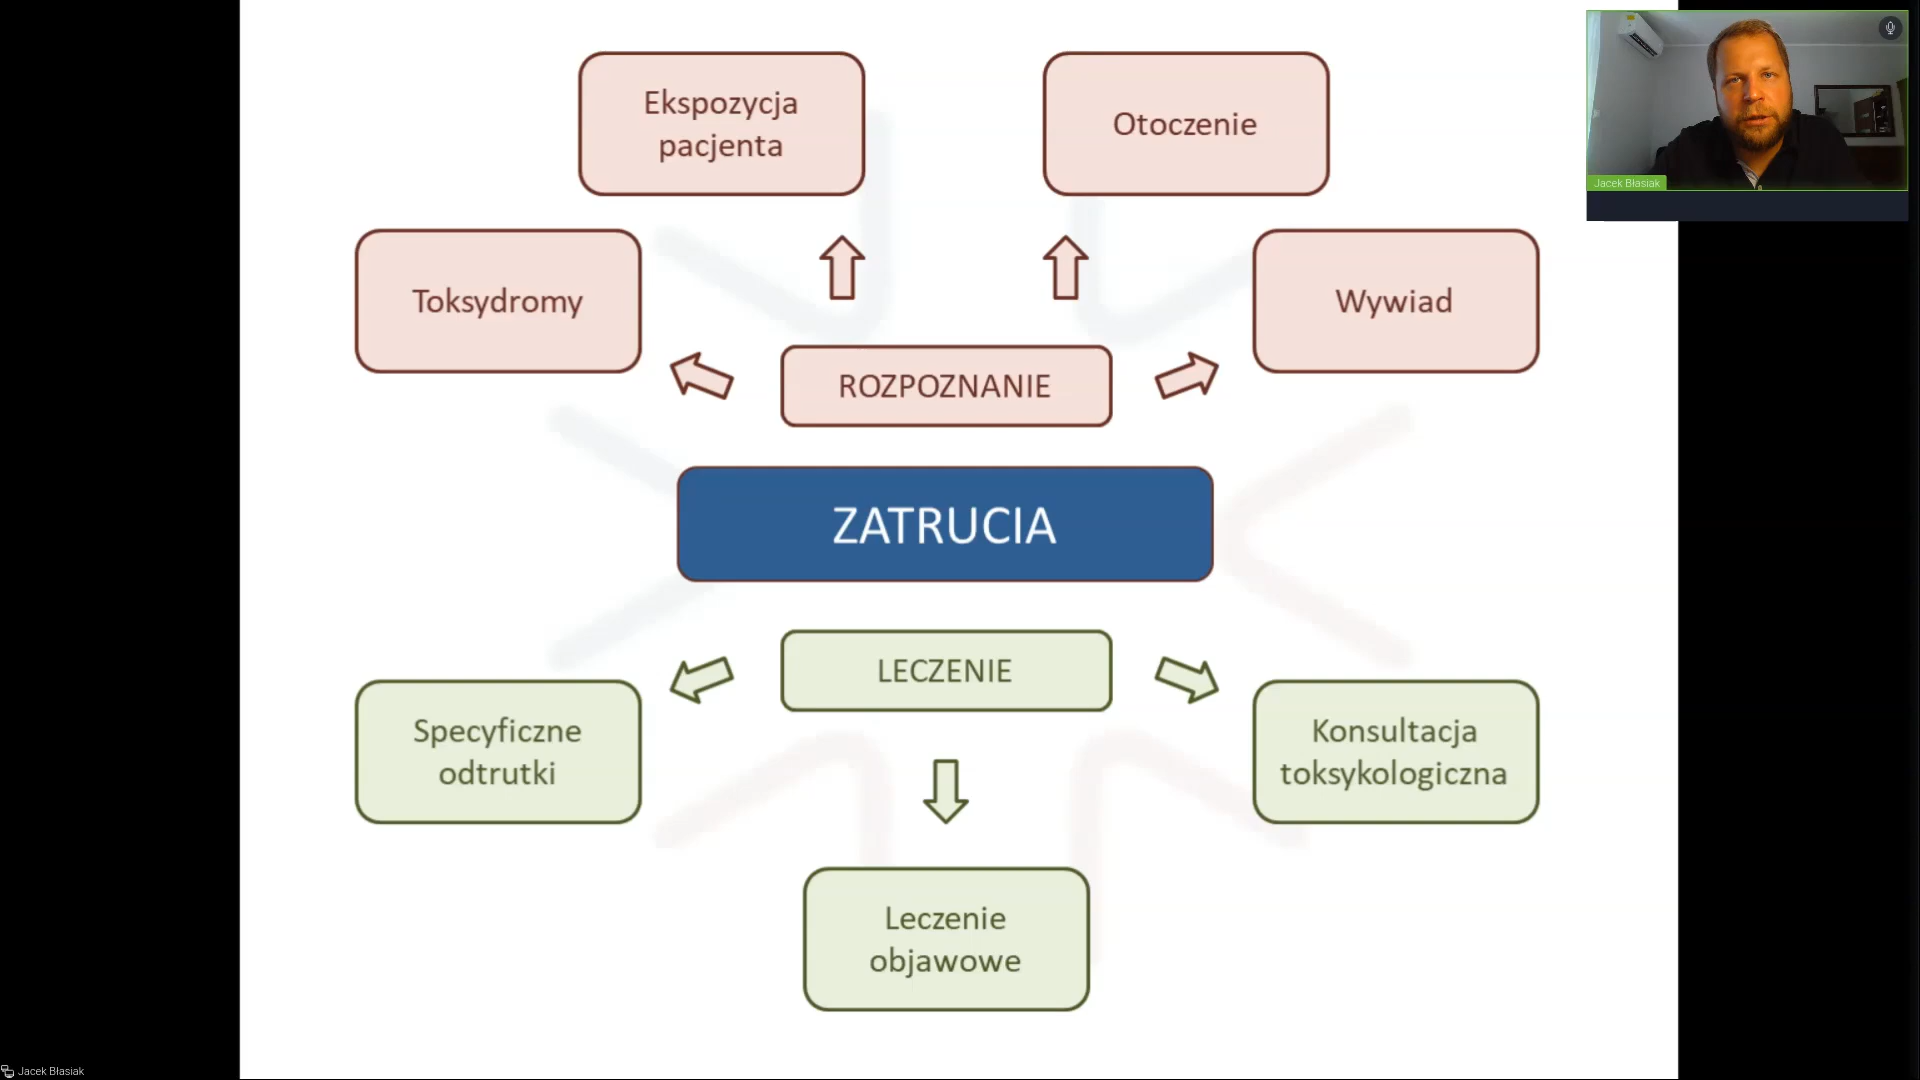 Ekspozycja
pacjenta
Otoczenie
Jacek Błasiak
Toksydromy
Wywiad
ROZPOZNANIE
ZATRUCIA
LECZENIE
Specyficzne
odtrutki
Konsultacja
toksykologiczna
Leczenie
objawowe
Jacek Błasiak